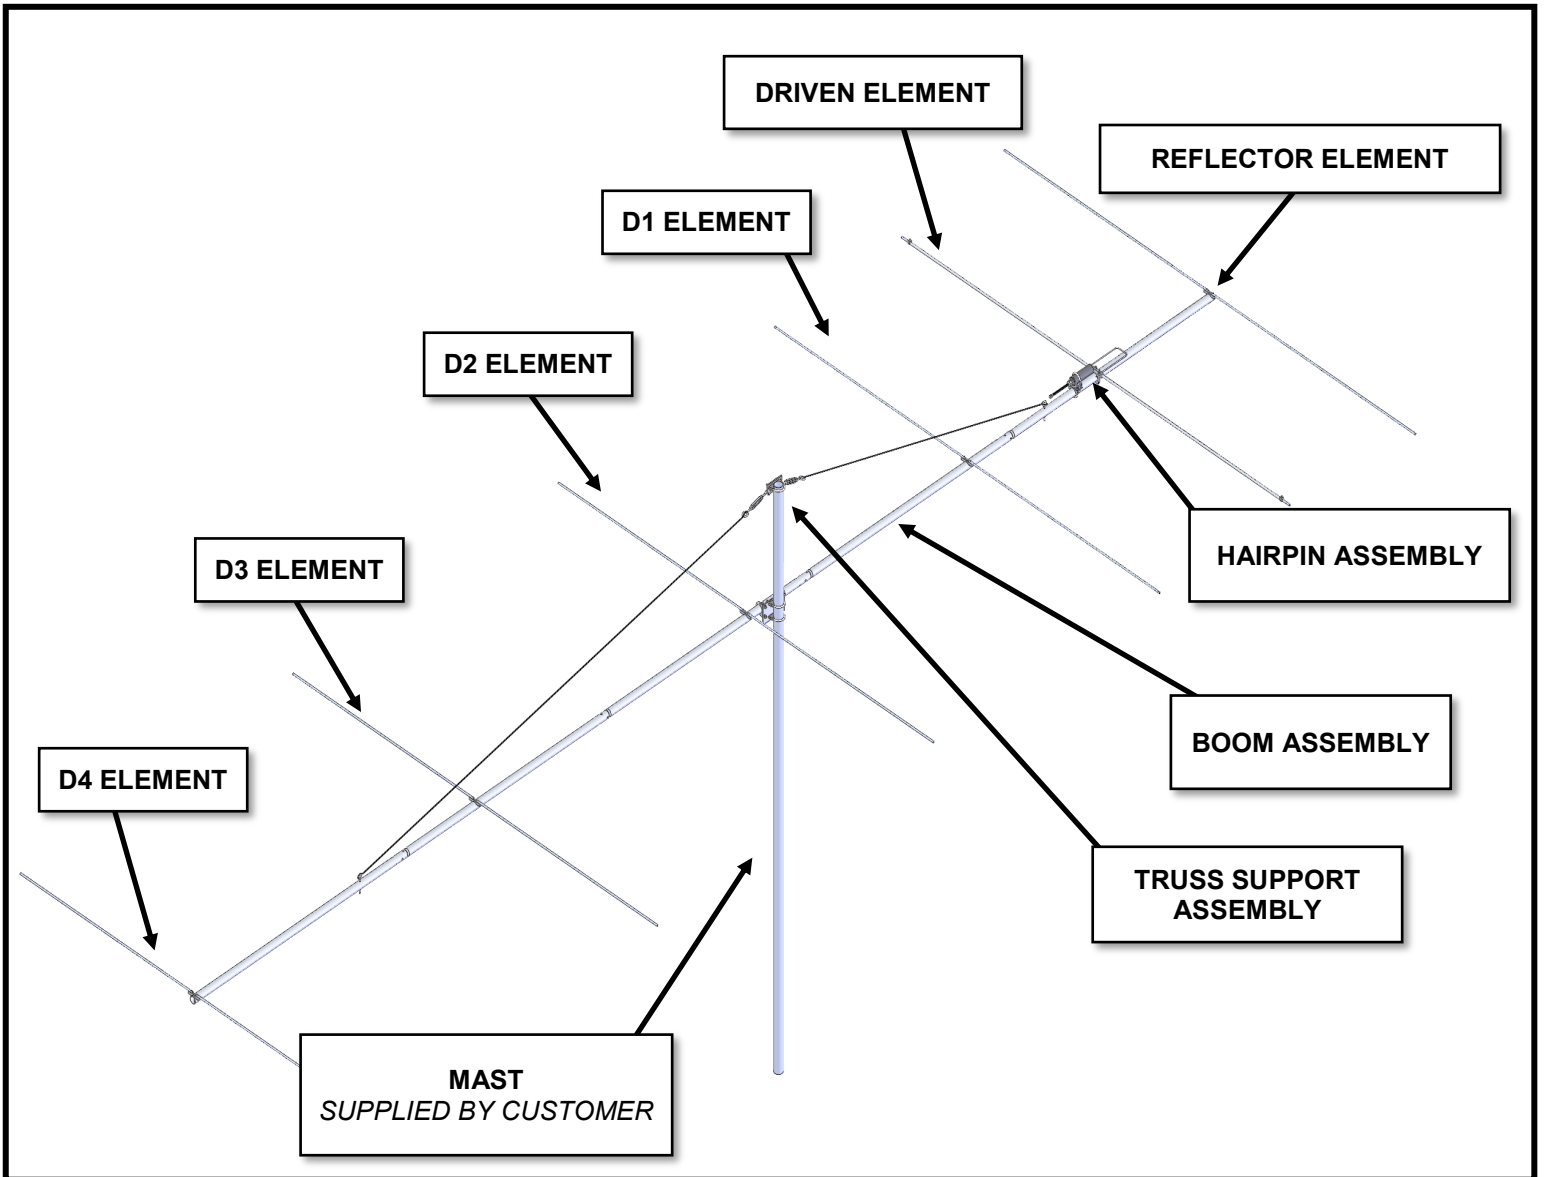 DRIVEN ELEMENT
REFLECTOR ELEMENT
D1 ELEMENT
D2 ELEMENT
HAIRPIN ASSEMBLY
D3 ELEMENT
BOOM ASSEMBLY
D4 ELEMENT
TRUSS SUPPORT
ASSEMBLY
MAST
SUPPLIED BY CUSTOMER